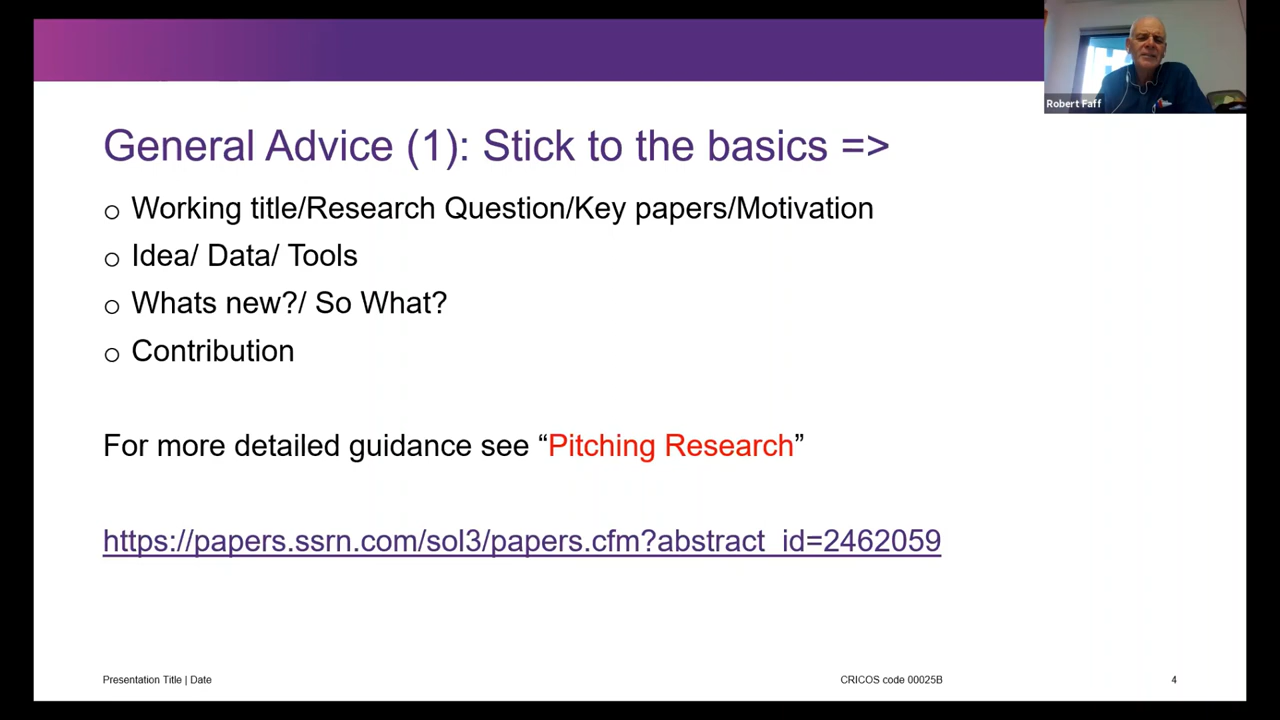 Robert Faff
General Advice (1): Stick to the basics =>
o Working title/Research Question/Key papers/Motivation
o Idea/ Data/ Tools
o Whats new?/ So What?
o Contribution
For more detailed guidance see “Pitching Research”
https://papers.ssrn.com/sol3/papers.cfm?abstract_id=2462059
Presentation Title | Date
CRICOS code 00025B
4